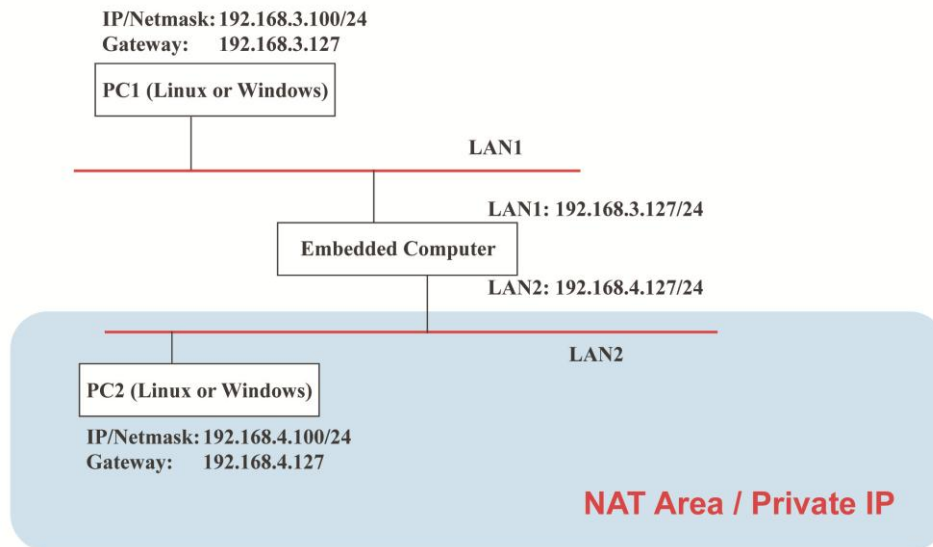 IP/Netmask: 192.168.3.100/24
Gateway: 192.168.3.127
PC1 (Linux or Windows)
LAN1
LAN1: 192.168.3.127/24
Embedded Computer
LAN2: 192.168.4.127/24
LAN2
PC2 (Linux or Windows)
IP/Netmask: 192.168.4.100/24
Gateway: 192.168.4.127
NAT Area / Private IP